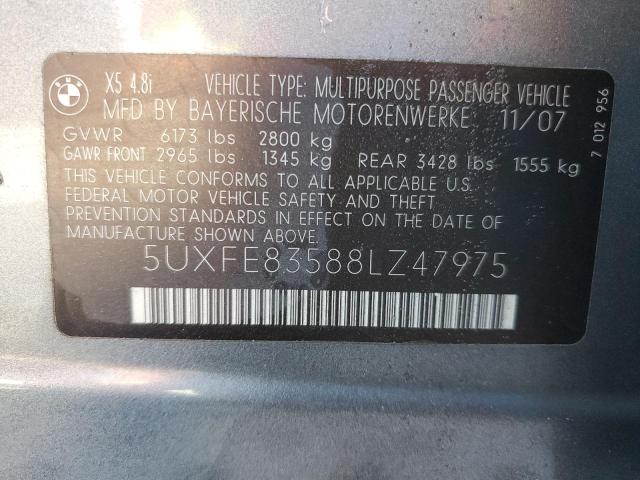 BMW
X5 4.8i VEHICLE TYPE: MULTIPURPOSE PASSENGER VEHICLE
MFD BY BAYERISCHE MOTORENWERKE 11/07
GVWR 6173 lbs 2800 kg
GAWR FRONT 2965 lbs 1345 kg REAR 3428 lbs 1555 kg
THIS VEHICLE CONFORMS TO ALL APPLICABLE U.S.
FEDERAL MOTOR VEHICLE SAFETY AND THEFT
PREVENTION STANDARDS IN EFFECT ON THE DATE OF
MANUFACTURE SHOWN ABOVE.
5UXFE83588LZ47975
7 012 956